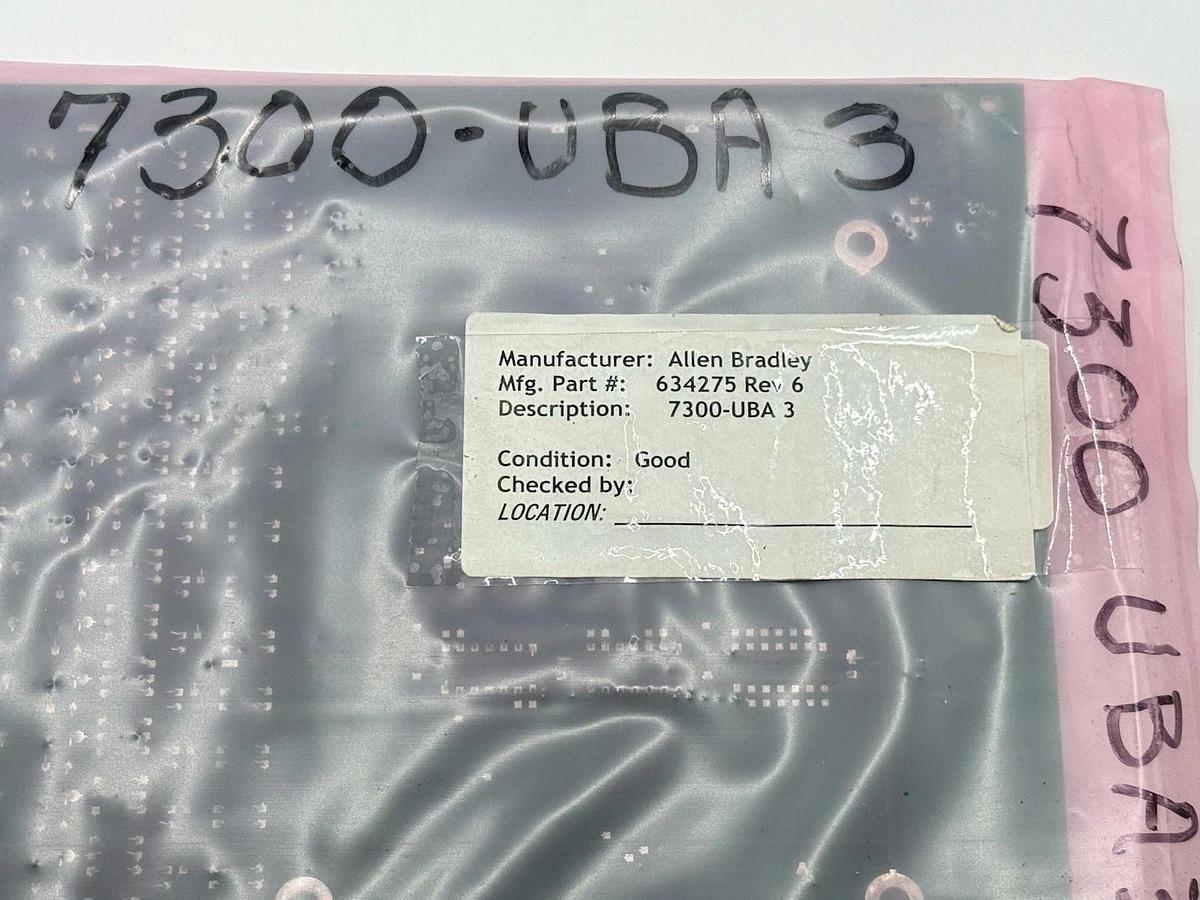 7300-UBA 3
Manufacturer: Allen Bradley
Mfg. Part #: 634275 Rev 6
Description: 7300-UBA 3
Condition: Good
Checked by:
LOCATION:
7300 UBA 3